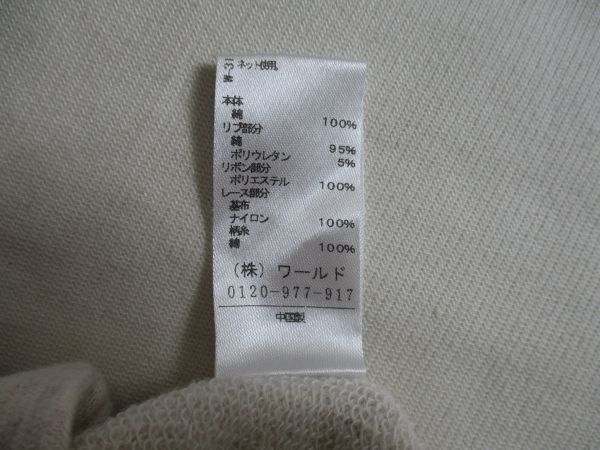 ネット使用。
本体
綿 100%
リブ部分
綿 95%
ポリウレタン 5%
リボン部分
ポリエステル 100%
レース部分
基布
ナイロン 100%
柄糸
綿 100%
(株)ワールド
0120-977-917
中国製